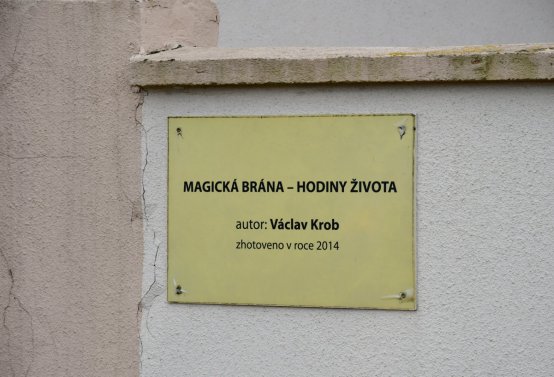 MAGICKÁ BRÁNA – HODINY ŽIVOTA
autor: Václav Krob
zhotoveno v roce 2014